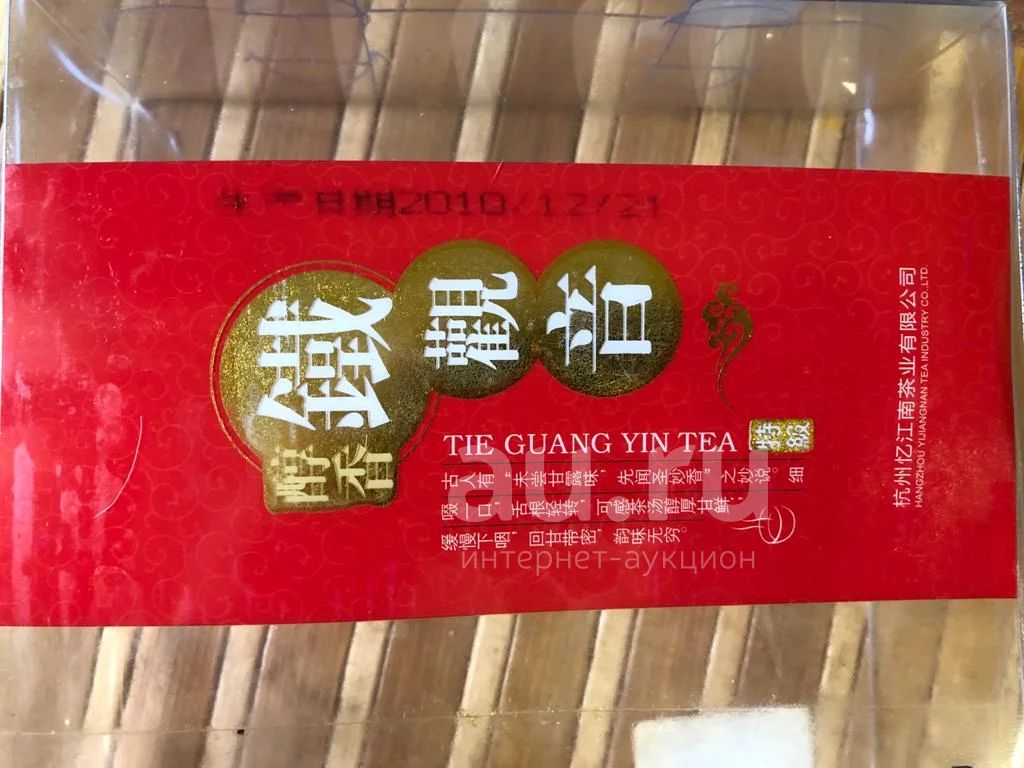 生产日期2010/12/21
鐵觀音
醇香
TIE GUANG YIN TEA
特级
古人有“未尝甘露味，先闻圣妙香”之妙说。细
啜一口，舌根轻转，可感茶汤醇厚甘鲜；
缓慢下咽，回甘带密，韵味无穷。
杭州亿江南茶业有限公司
HANGZHOU YIJIANGNAN TEA INDUSTRY CO.,LTD.
au.ru
интернет-аукцион